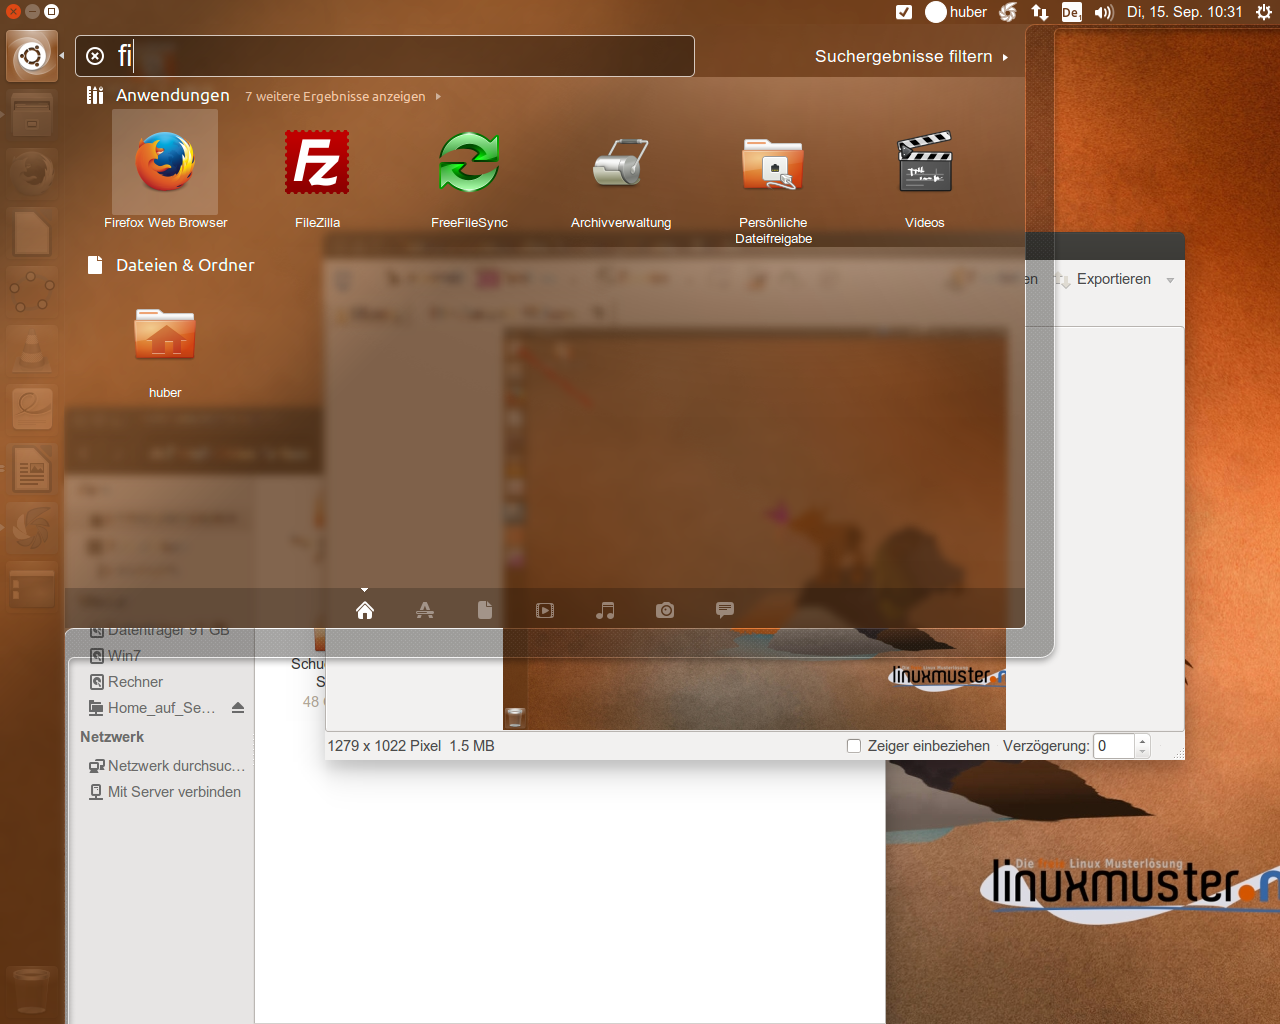 huber
De1
Di, 15. Sep. 10:31
fi
Suchergebnisse filtern
Anwendungen
7 weitere Ergebnisse anzeigen
Firefox Web Browser
FileZilla
FreeFileSync
Archivverwaltung
Persönliche
Dateifreigabe
Videos
Dateien & Ordner
Exportieren
huber
Datenträger 91 GB
Win7
Rechner
Home_auf_Se…
Netzwerk
Netzwerk durchsuc…
Mit Server verbinden
48
1279 x 1022 Pixel 1.5 MB
Zeiger einbeziehen
Verzögerung: 0
linuxmuster.
Die
Linux Musterlösung
linuxmuster.n